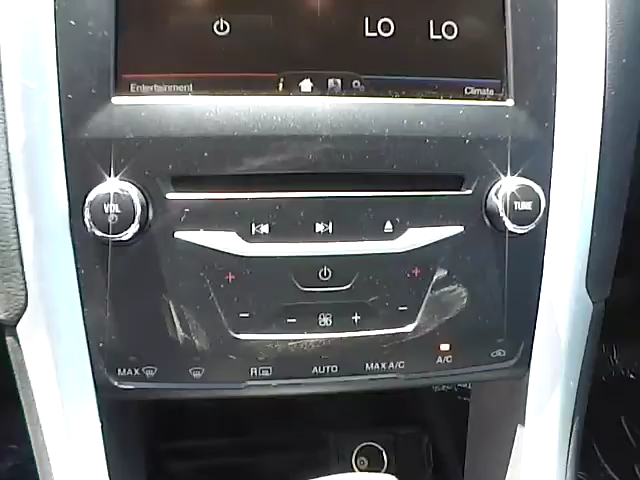 LO LO
Entertainment i Climate
VOL TUNE
+ +
− − + −
MAX R AUTO MAX A/C A/C